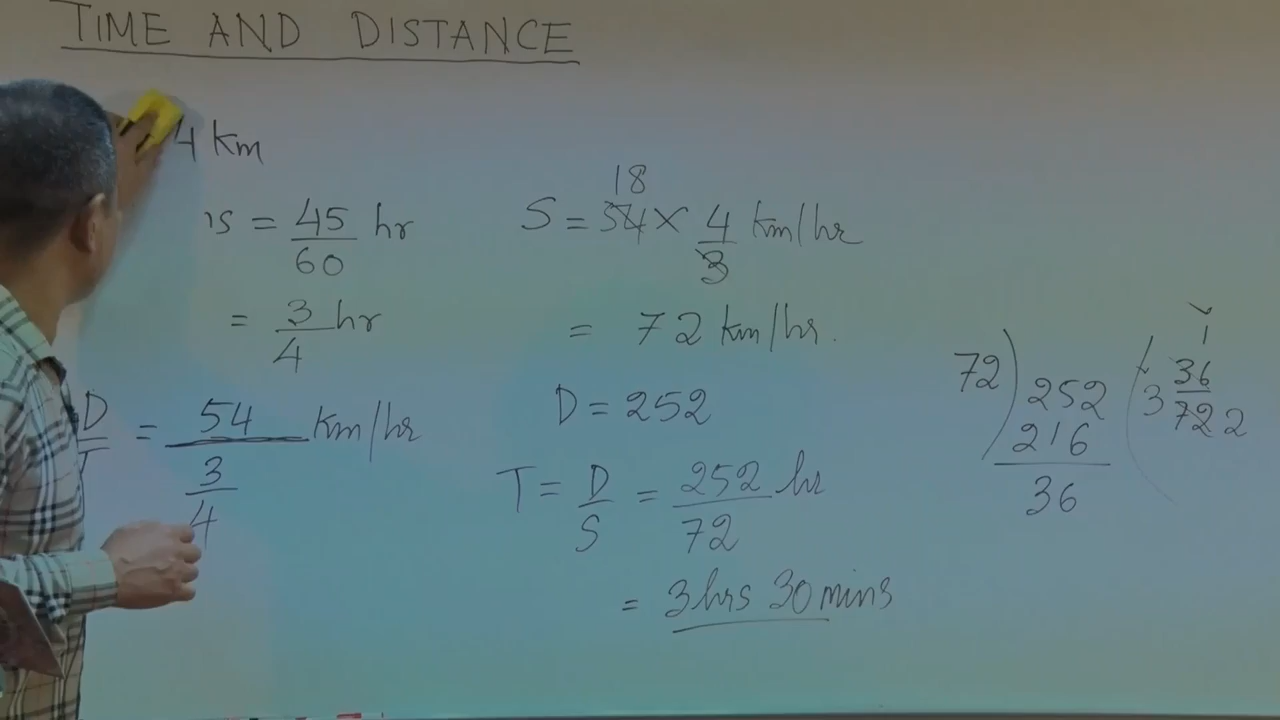 TIME AND DISTANCE
4 Km
= 45/60 hr
= 3/4 hr
D/T = 54/(3/4) Km/hr
18
S = 54 × 4/3 Km/hr
= 72 km/hr.
D = 252
T = D/S = 252/72 hr
= 3 hrs 30 mins
72) 252 ( 3 36/72
1
2
216
36